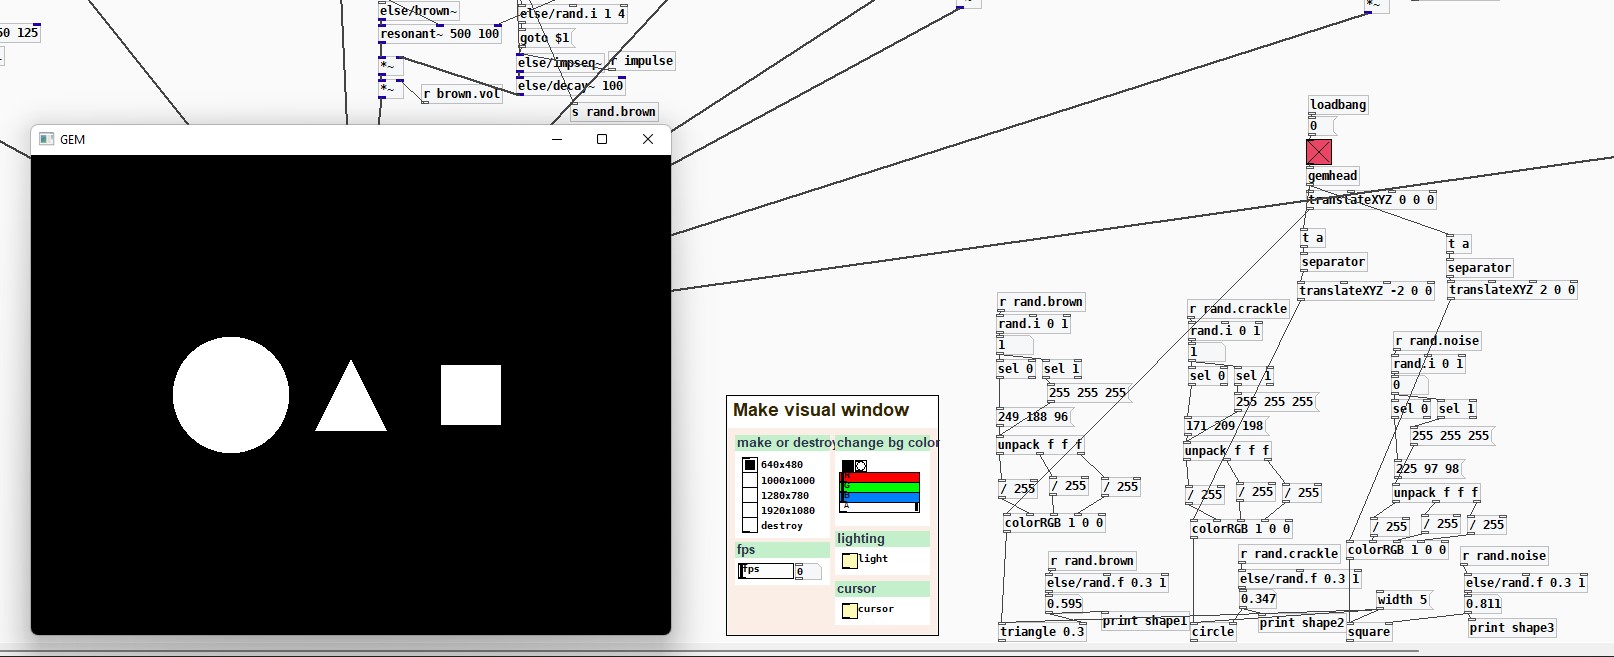 else/brown~
else/rand.i 1 4
50 125
resonant~ 500 100
goto $1
*~
else/impseq~
r impulse
*~
r brown.vol
else/decay~ 100
s rand.brown
*~
*~
GEM
loadbang
0
gemhead
translateXYZ 0 0 0
t a
t a
separator
separator
translateXYZ -2 0 0
translateXYZ 2 0 0
r rand.brown
rand.i 0 1
1
sel 0
sel 1
255 255 255
249 188 96
unpack f f f
/ 255
/ 255
/ 255
colorRGB 1 0 0
r rand.crackle
rand.i 0 1
1
sel 0
sel 1
255 255 255
171 209 198
unpack f f f
/ 255
/ 255
/ 255
colorRGB 1 0 0
r rand.noise
rand.i 0 1
0
sel 0
sel 1
255 255 255
225 97 98
unpack f f f
/ 255
/ 255
/ 255
colorRGB 1 0 0
r rand.brown
else/rand.f 0.3 1
0.595
print shape1
triangle 0.3
r rand.crackle
else/rand.f 0.3 1
0.347
print shape2
circle
width 5
r rand.noise
else/rand.f 0.3 1
0.811
print shape3
square
Make visual window
make or destroy
change bg color
640x480
1000x1000
1280x780
1920x1080
destroy
R
G
B
A
fps
fps
0
lighting
light
cursor
cursor